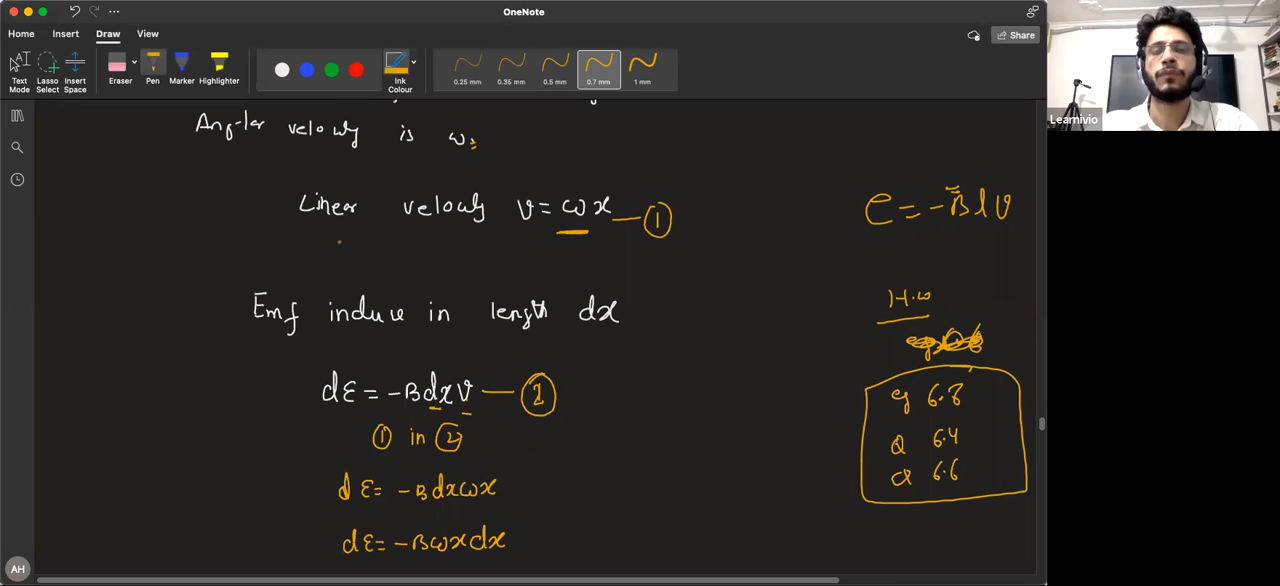 OneNote
Home Insert Draw View
Share
Text Mode
Lasso Select
Insert Space
Eraser
Pen
Marker
Highlighter
Ink Colour
0.25 mm
0.35 mm
0.5 mm
0.7 mm
1 mm
Learnivio
Angular velocity is ω.
Linear velocity v = ωx — ①
e = -Blv
Emf induce in length dx
dε = -Bdxv — ②
① in ②
dε = -Bdxωx
dε = -Bωxdx
H.w
eg 6.8
Q 6.4
Q 6.6
AH